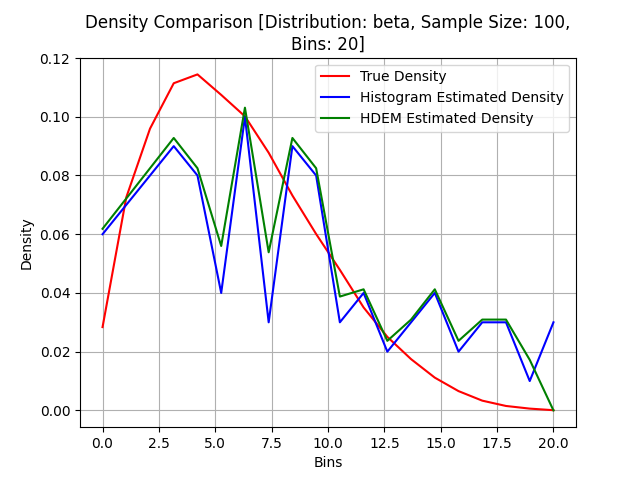 Density Comparison [Distribution: beta, Sample Size: 100,
Bins: 20]
True Density
Histogram Estimated Density
HDEM Estimated Density
Density
0.12
0.10
0.08
0.06
0.04
0.02
0.00
0.0 2.5 5.0 7.5 10.0 12.5 15.0 17.5 20.0
Bins